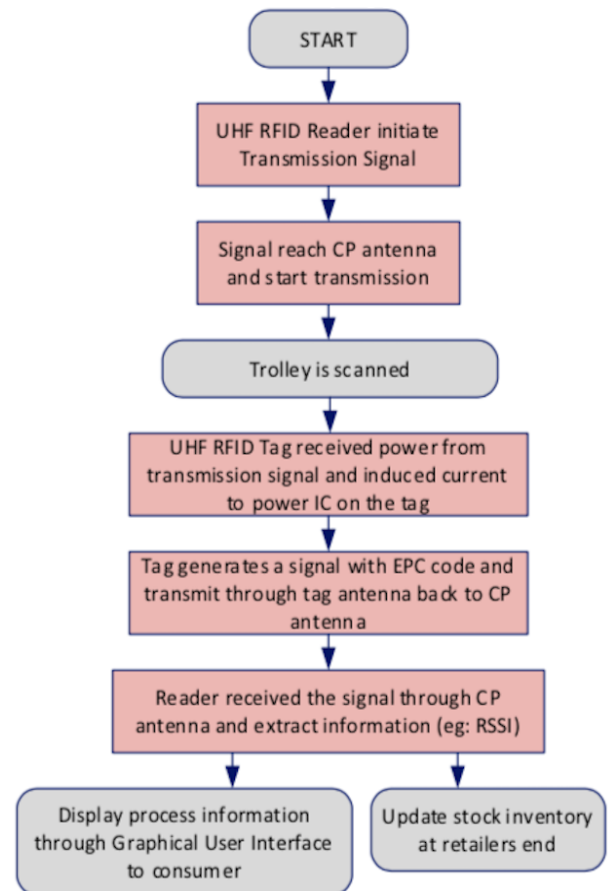 START
UHF RFID Reader initiate
Transmission Signal
Signal reach CP antenna
and start transmission
Trolley is scanned
UHF RFID Tag received power from
transmission signal and induced current
to power IC on the tag
Tag generates a signal with EPC code and
transmit through tag antenna back to CP
antenna
Reader received the signal through CP
antenna and extract information (eg: RSSI)
Display process information
through Graphical User Interface
to consumer
Update stock inventory
at retailers end